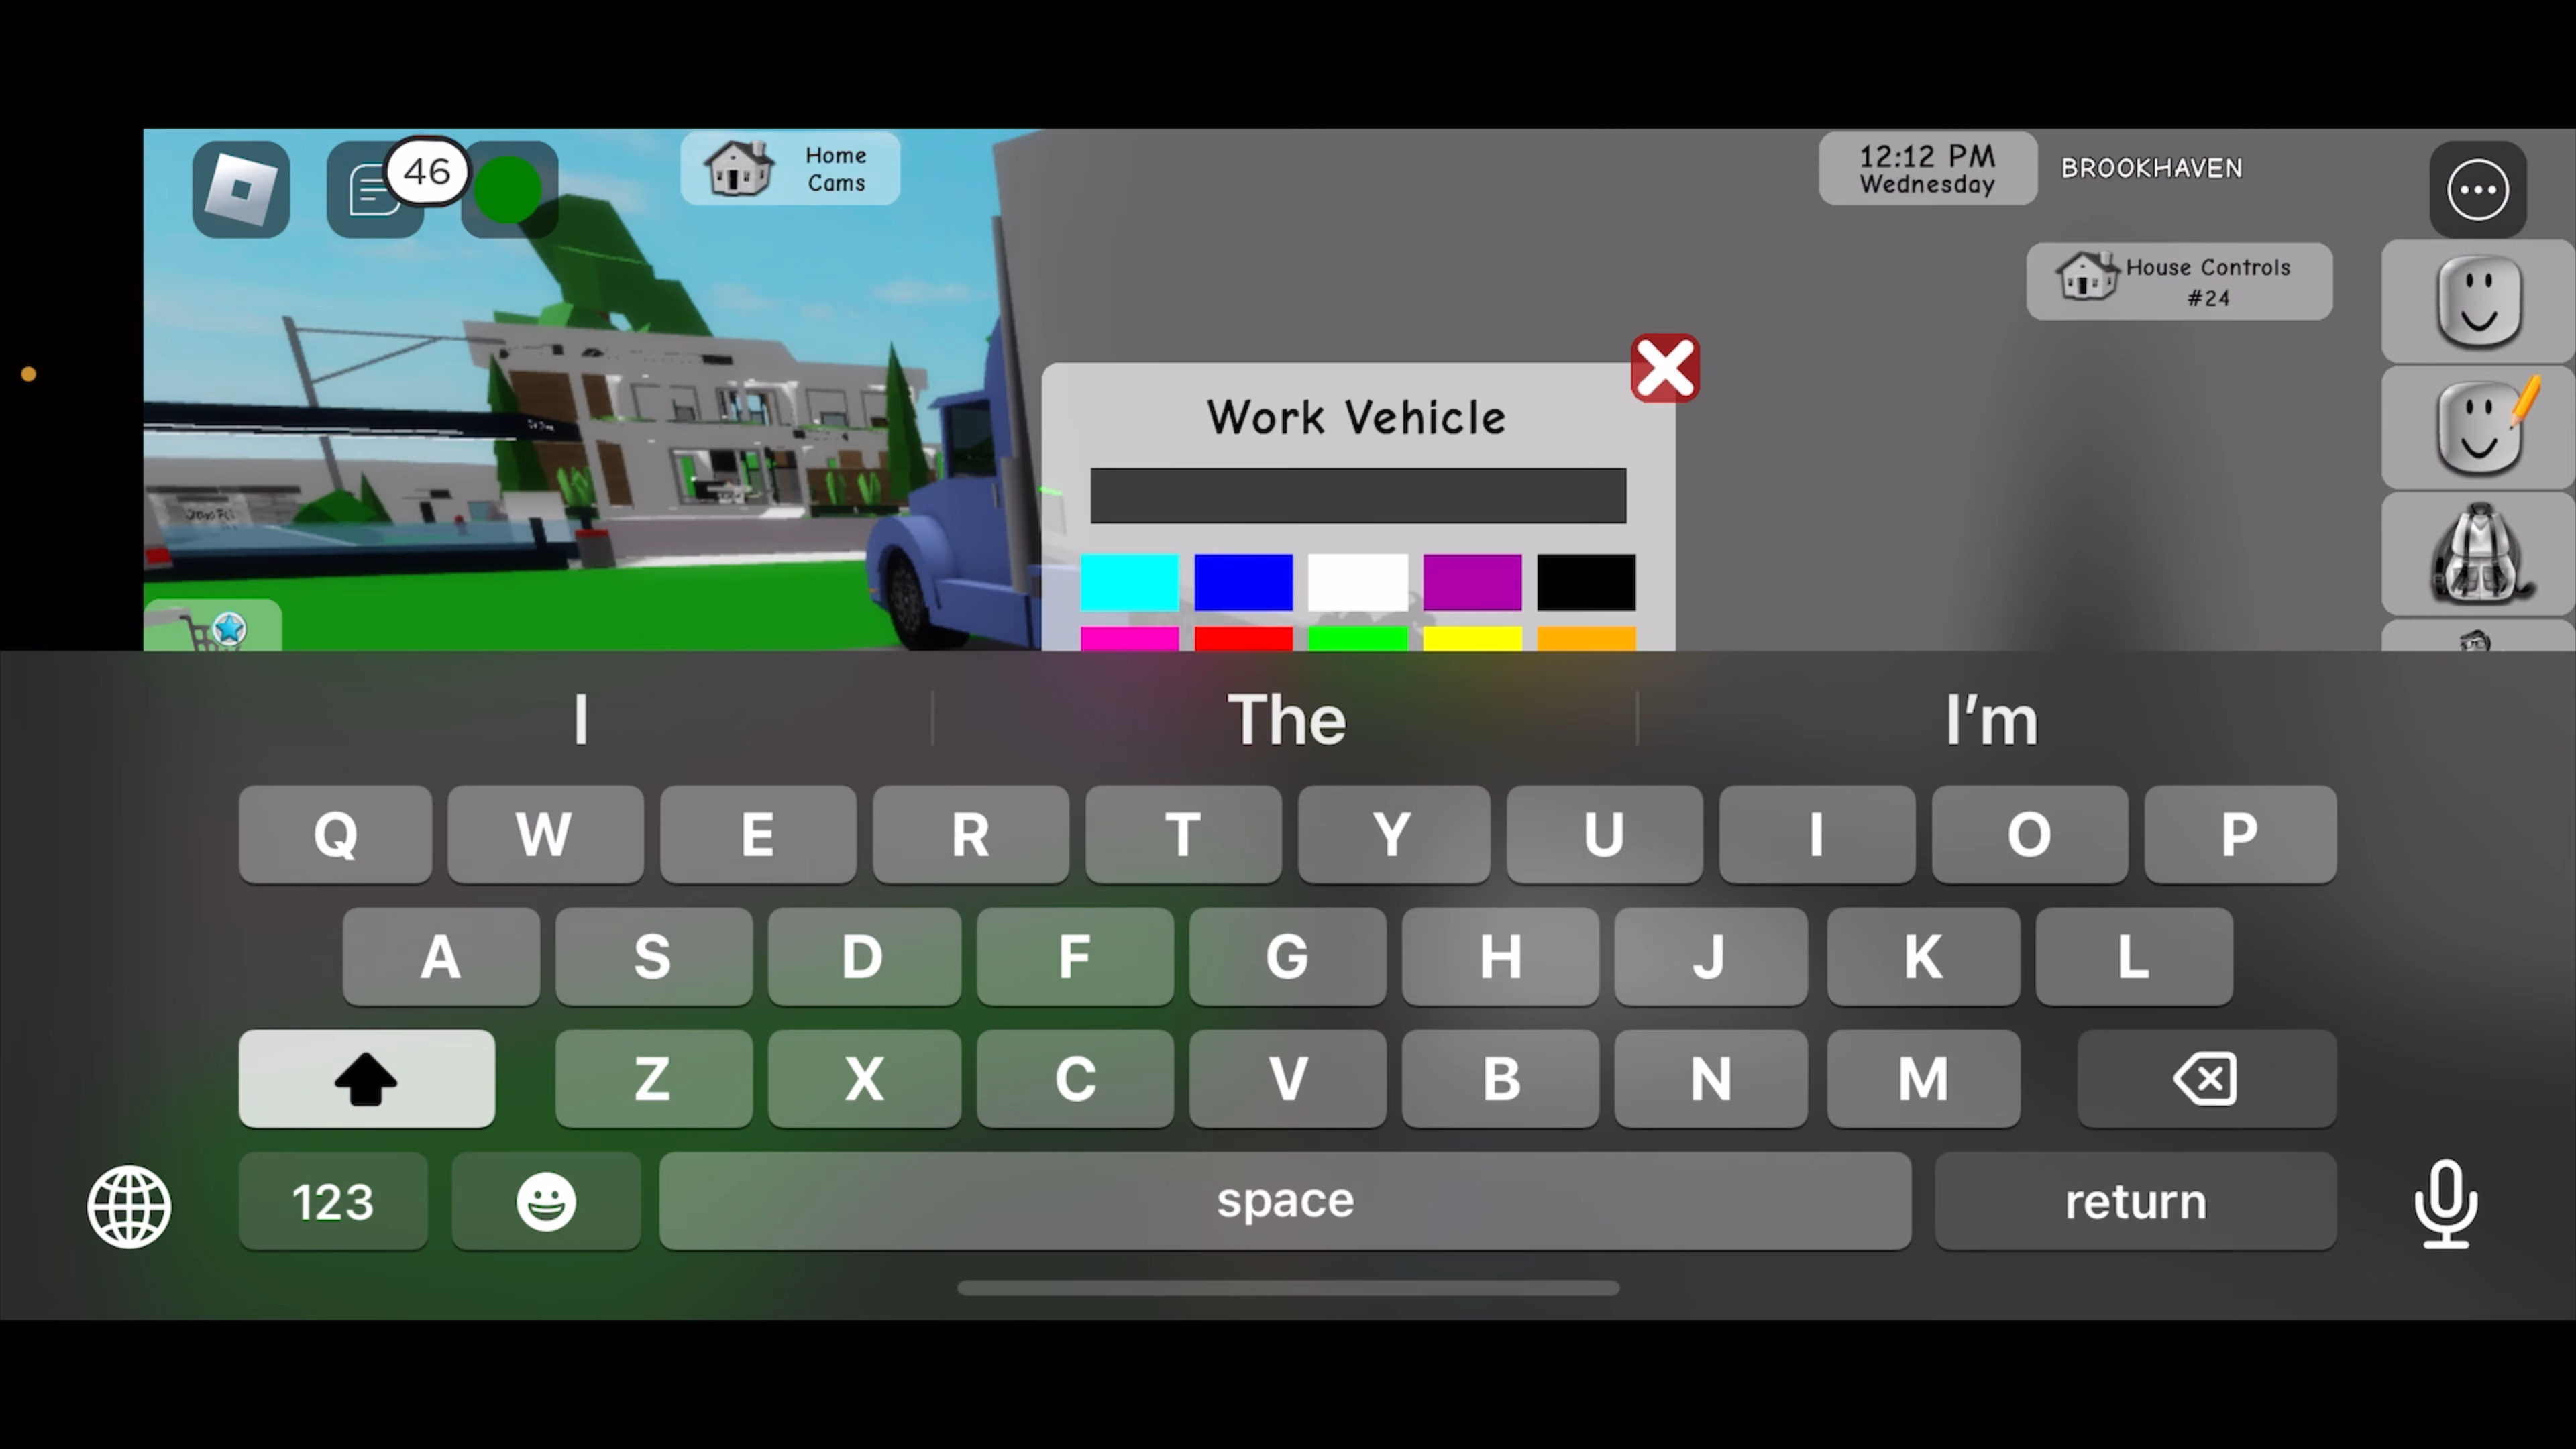 46
Home
Cams
12:12 PM
Wednesday
BROOKHAVEN
House Controls
#24
Work Vehicle
I
The
I'm
Q W E R T Y U I O P
A S D F G H J K L
Z X C V B N M
123
space
return